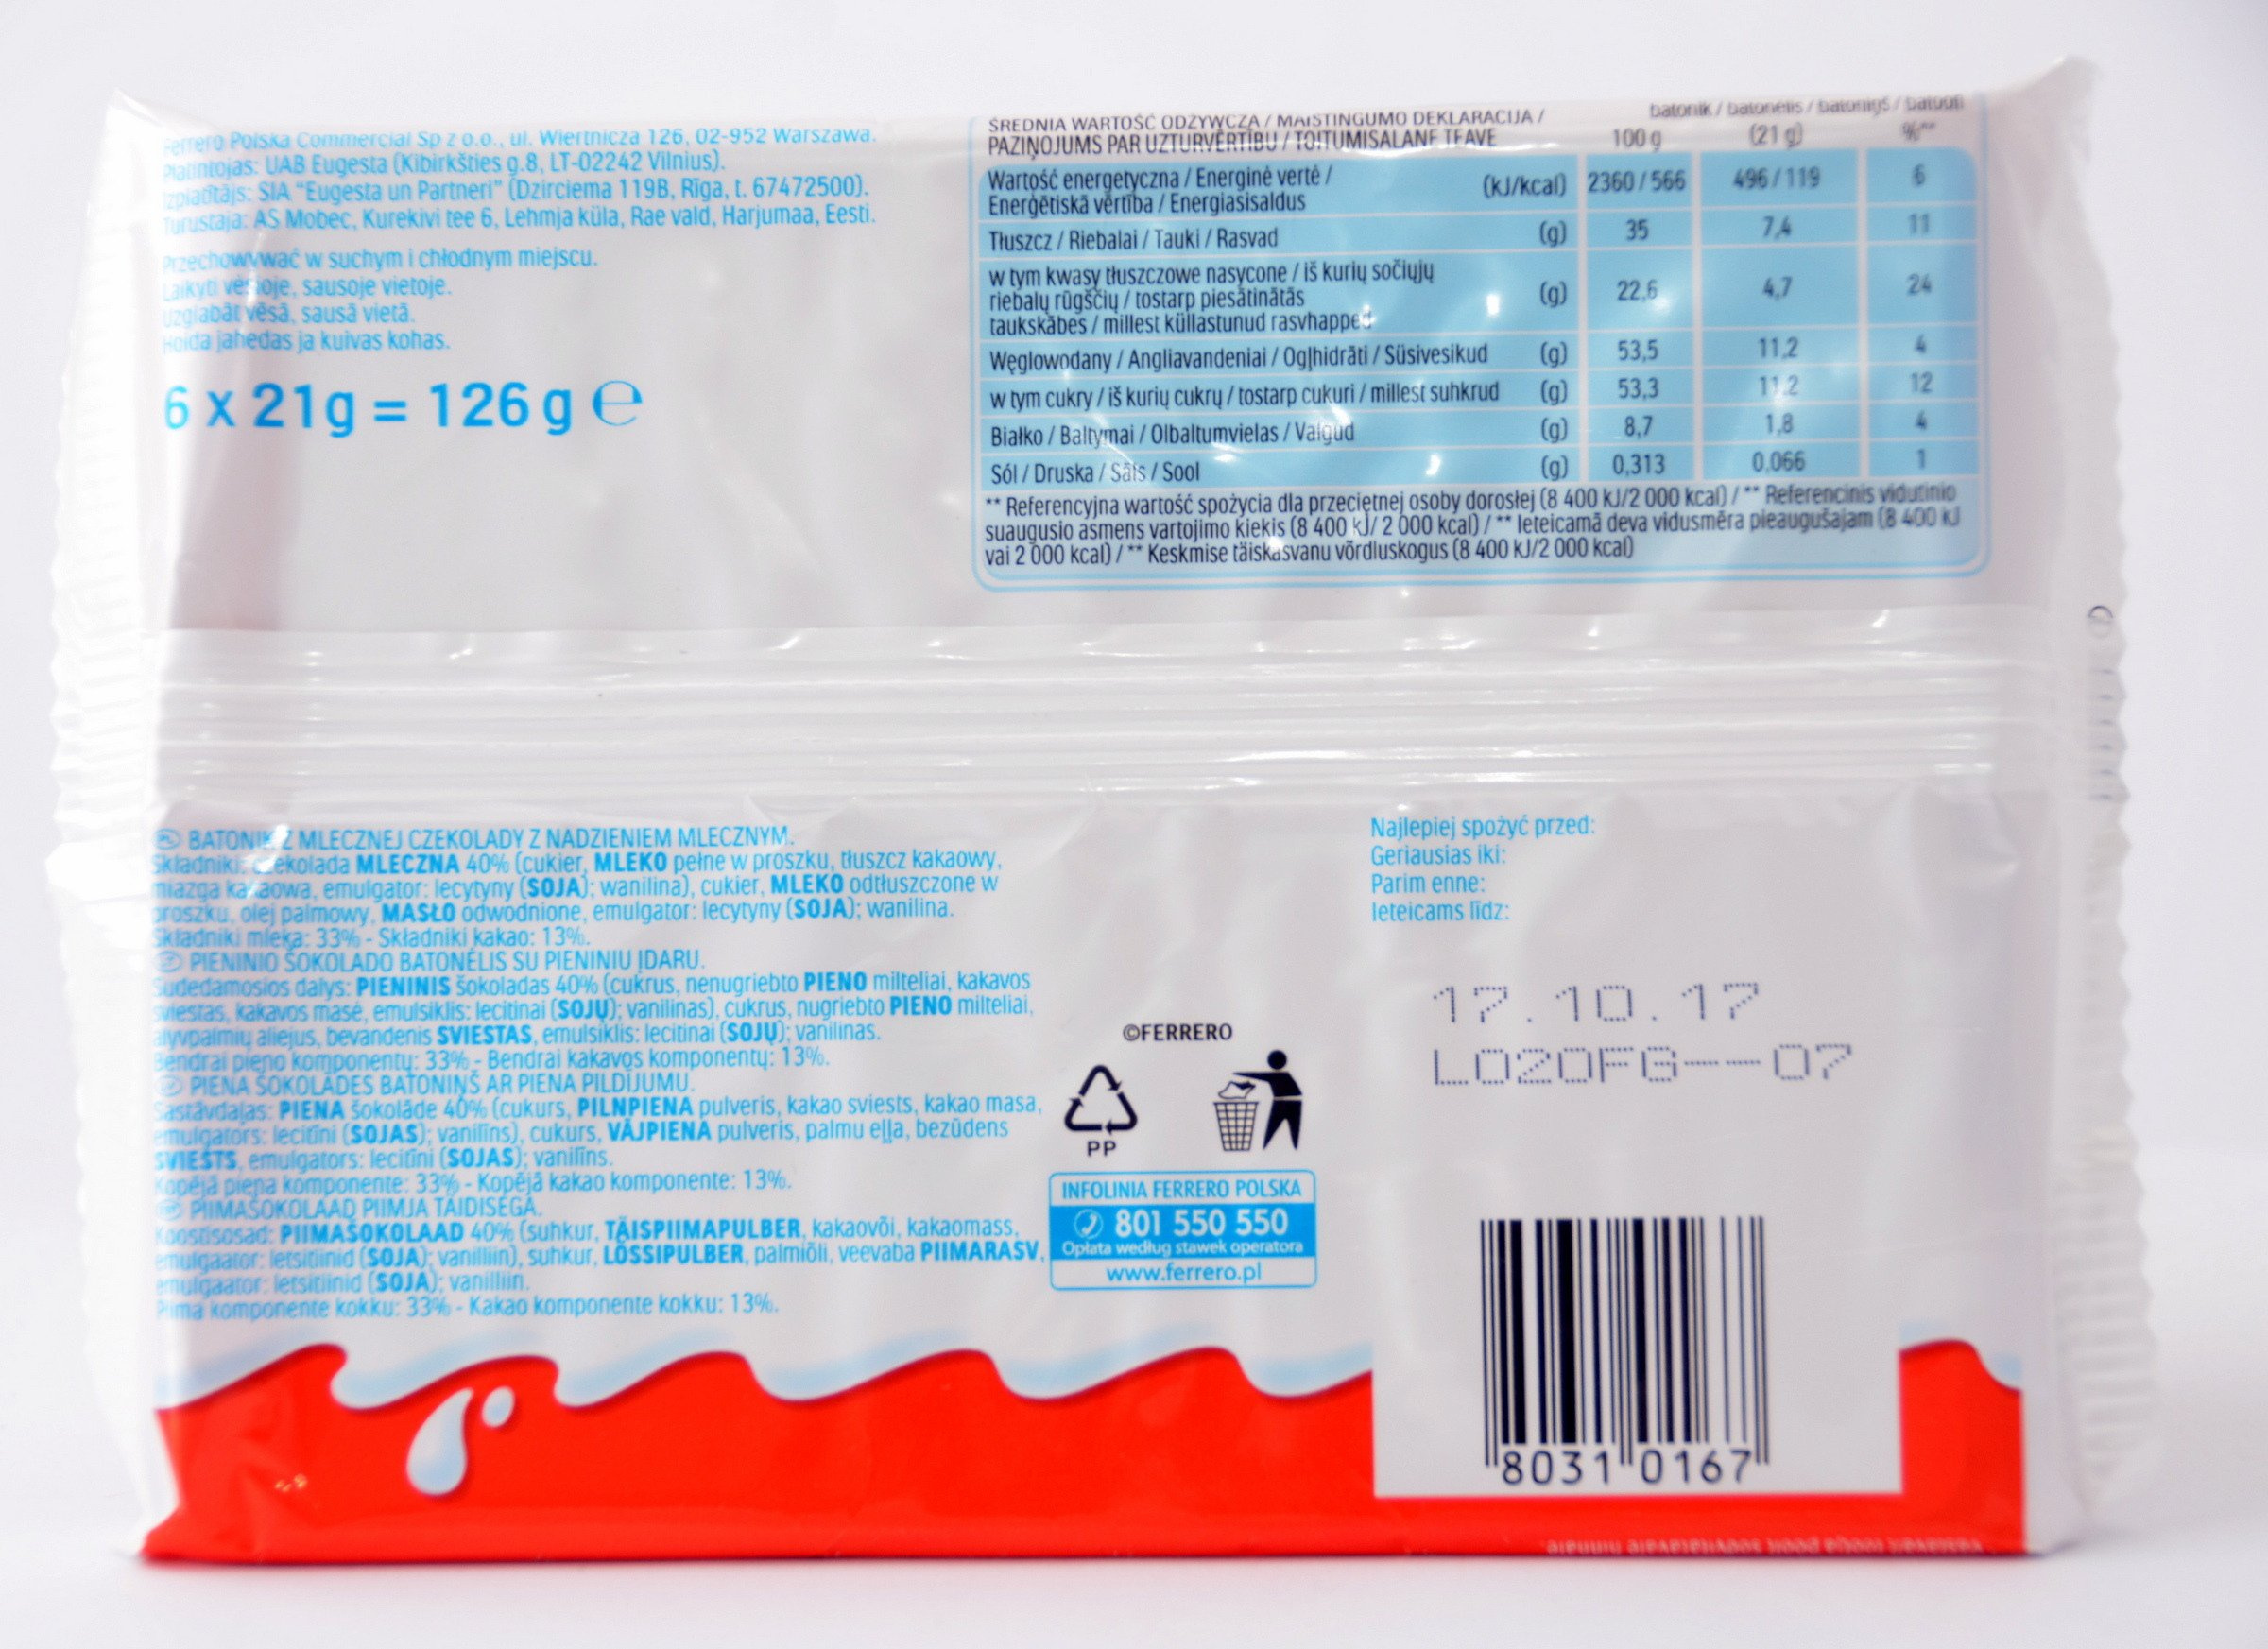 Ferrero Polska Commercial Sp z o.o., ul. Wiertnicza 126, 02-952 Warszawa.
Platintojas: UAB Eugesta (Kibirkšties g.8, LT-02242 Vilnius).
Izplatītājs: SIA “Eugesta un Partneri” (Dzirciema 119B, Rīga, t. 67472500).
Turustaja: AS Mobec, Kurekivi tee 6, Lehmja küla, Rae vald, Harjumaa, Eesti.
Przechowywać w suchym i chłodnym miejscu.
Laikyti vėsioje, sausoje vietoje.
Uzglabāt vēsā, sausā vietā.
Hoida jahedas ja kuivas kohas.
6 x 21g = 126 g ℮
batonik / batonėlis / batoniņš / batoon
ŚREDNIA WARTOŚĆ ODŻYWCZA / MAISTINGUMO DEKLARACIJA /
PAZIŅOJUMS PAR UZTURVĒRTĪBU / TOITUMISALANE TEAVE 100 g (21 g) %**
Wartość energetyczna / Energinė vertė /
Enerģētiskā vērtība / Energiasisaldus (kJ/kcal) 2360 / 566 496 / 119 6
Tłuszcz / Riebalai / Tauki / Rasvad (g) 35 7,4 11
w tym kwasy tłuszczowe nasycone / iš kurių sočiųjų
riebalų rūgščių / tostarp piesātinātās (g) 22,6 4,7 24
taukskābes / millest küllastunud rasvhapped
Węglowodany / Angliavandeniai / Ogļhidrāti / Süsivesikud (g) 53,5 11,2 4
w tym cukry / iš kurių cukrų / tostarp cukuri / millest suhkrud (g) 53,3 11,2 12
Białko / Baltymai / Olbaltumvielas / Valgud (g) 8,7 1,8 4
Sól / Druska / Sāls / Sool (g) 0,313 0,066 1
** Referencyjna wartość spożycia dla przeciętnej osoby dorosłej (8 400 kJ/2 000 kcal) / ** Referencinis vidutinio
suaugusio asmens vartojimo kiekis (8 400 kJ/ 2 000 kcal) / ** Ieteicamā deva vidusmēra pieaugušajam (8 400 kJ
vai 2 000 kcal) / ** Keskmise täiskasvanu võrdluskogus (8 400 kJ/2 000 kcal)
PL BATONIK Z MLECZNEJ CZEKOLADY Z NADZIENIEM MLECZNYM.
Składniki: czekolada MLECZNA 40% (cukier, MLEKO pełne w proszku, tłuszcz kakaowy,
miazga kakaowa, emulgator: lecytyny (SOJA); wanilina), cukier, MLEKO odtłuszczone w
proszku, olej palmowy, MASŁO odwodnione, emulgator: lecytyny (SOJA); wanilina.
Składniki mleka: 33% - Składniki kakao: 13%.
PIENINIO ŠOKOLADO BATONĖLIS SU PIENINIU ĮDARU.
Sudedamosios dalys: PIENINIS šokoladas 40% (cukrus, nenugriebto PIENO milteliai, kakavos
sviestas, kakavos masė, emulsiklis: lecitinai (SOJŲ); vanilinas), cukrus, nugriebto PIENO milteliai,
alyvpalmių aliejus, bevandenis SVIESTAS, emulsiklis: lecitinai (SOJŲ); vanilinas.
Bendrai pieno komponentų: 33% - Bendrai kakavos komponentų: 13%.
PIENA ŠOKOLĀDES BATONIŅŠ AR PIENA PILDĪJUMU.
Sastāvdaļas: PIENA šokolāde 40% (cukurs, PILNPIENA pulveris, kakao sviests, kakao masa,
emulgators: lecitīni (SOJAS); vanilīns), cukurs, VĀJPIENA pulveris, palmu eļļa, bezūdens
SVIESTS, emulgators: lecitīni (SOJAS); vanilīns.
Kopējā piena komponente: 33% - Kopējā kakao komponente: 13%.
PIIMAŠOKOLAAD PIIMJA TÄIDISEGA.
Koostisosad: PIIMAŠOKOLAAD 40% (suhkur, TÄISPIIMAPULBER, kakaovõi, kakaomass,
emulgaator: letsitiinid (SOJA); vanilliin), suhkur, LÕSSIPULBER, palmiõli, veevaba PIIMARASV,
emulgaator: letsitiinid (SOJA); vanilliin.
Piima komponente kokku: 33% - Kakao komponente kokku: 13%.
©FERRERO
PP
INFOLINIA FERRERO POLSKA
801 550 550
Opłata według stawek operatora
www.ferrero.pl
Najlepiej spożyć przed:
Geriausias iki:
Parim enne:
Ieteicams līdz:
17.10.17
L020FG--07
8031 0167